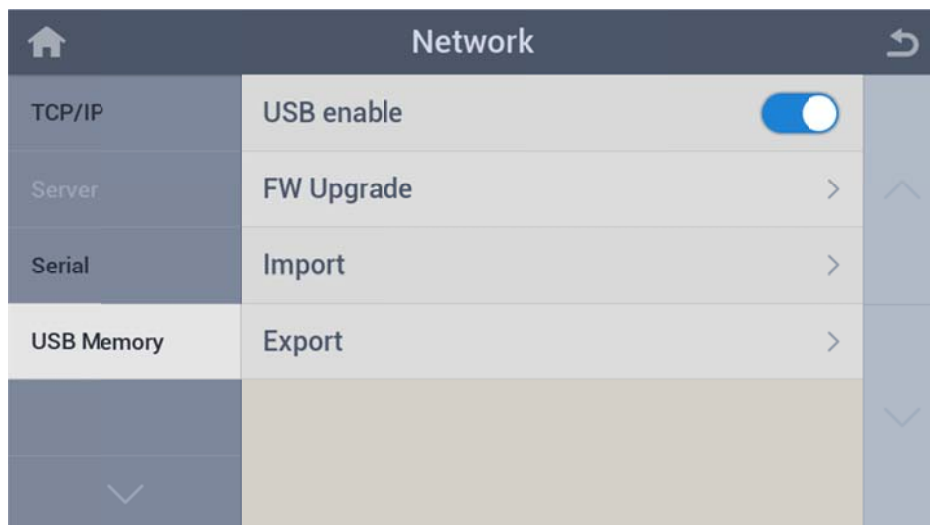 Network
TCP/IP
USB enable
Server
FW Upgrade
Serial
Import
USB Memory
Export